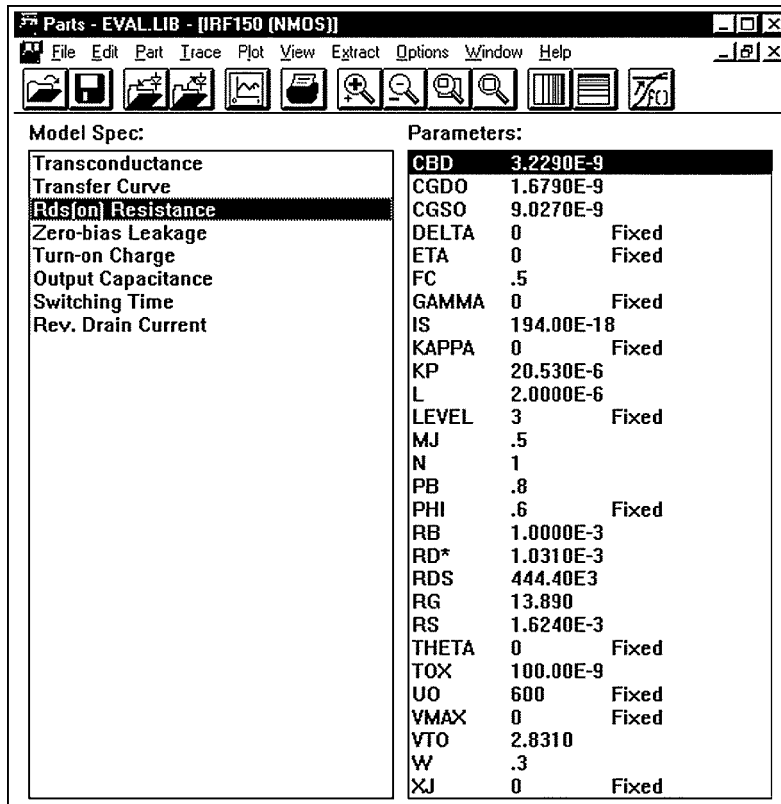 Parts - EVAL.LIB - [IRF150 (NMOS)]
File Edit Part Trace Plot View Extract Options Window Help
f()
Model Spec:
Transconductance
Transfer Curve
Rds(on) Resistance
Zero-bias Leakage
Turn-on Charge
Output Capacitance
Switching Time
Rev. Drain Current
Parameters:
CBD 3.2290E-9
CGDO 1.6790E-9
CGSO 9.0270E-9
DELTA 0 Fixed
ETA 0 Fixed
FC .5
GAMMA 0 Fixed
IS 194.00E-18
KAPPA 0 Fixed
KP 20.530E-6
L 2.0000E-6
LEVEL 3 Fixed
MJ .5
N 1
PB .8
PHI .6 Fixed
RB 1.0000E-3
RD* 1.0310E-3
RDS 444.40E3
RG 13.890
RS 1.6240E-3
THETA 0 Fixed
TOX 100.00E-9
UO 600 Fixed
VMAX 0 Fixed
VTO 2.8310
W .3
XJ 0 Fixed